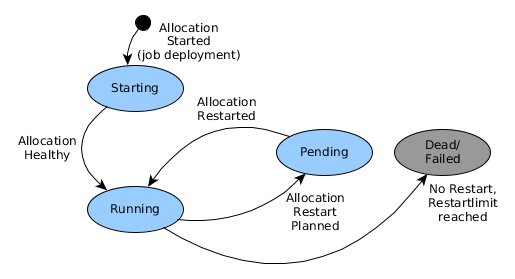 Allocation
Started
(job deployment)
Starting
Allocation
Restarted
Allocation
Healthy
Pending
Dead/
Failed
Allocation
Restart
Planned
No Restart,
Restartlimit
reached
Running